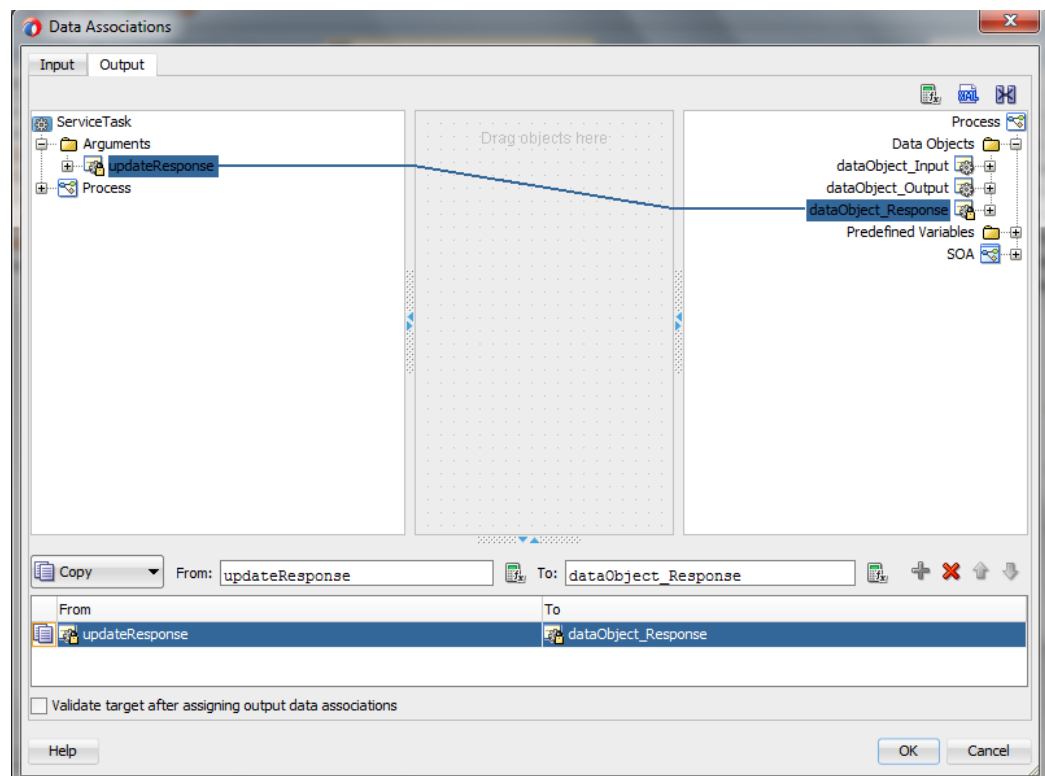 Data Associations
Input Output
ServiceTask
Arguments
updateResponse
Process
Drag objects here
Process
Data Objects
dataObject_Input
dataObject_Output
dataObject_Response
Predefined Variables
SOA
Copy From: updateResponse To: dataObject_Response
From To
updateResponse dataObject_Response
Validate target after assigning output data associations
Help OK Cancel